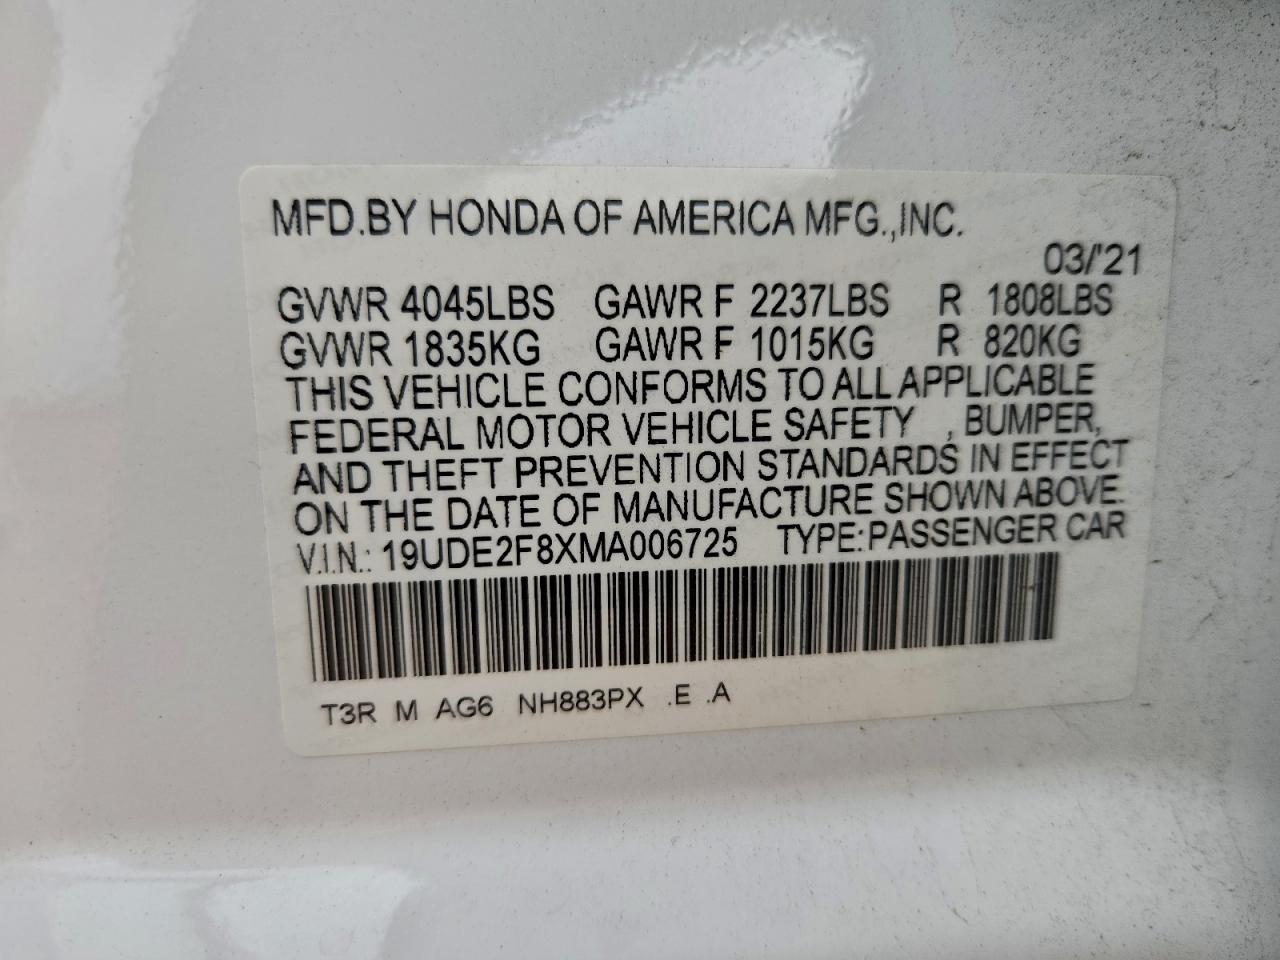 MFD.BY HONDA OF AMERICA MFG.,INC.
03/'21
GVWR 4045LBS GAWR F 2237LBS R 1808LBS
GVWR 1835KG GAWR F 1015KG R 820KG
THIS VEHICLE CONFORMS TO ALL APPLICABLE
FEDERAL MOTOR VEHICLE SAFETY , BUMPER,
AND THEFT PREVENTION STANDARDS IN EFFECT
ON THE DATE OF MANUFACTURE SHOWN ABOVE.
V.I.N.: 19UDE2F8XMA006725 TYPE:PASSENGER CAR
T3R M AG6 NH883PX .E .A